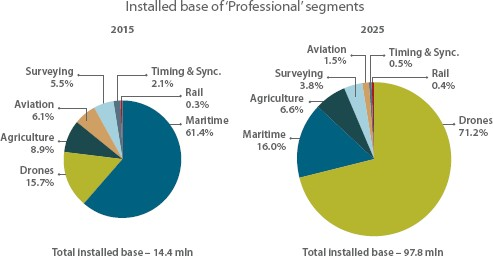 Installed base of 'Professional' segments
2015
Surveying
5.5%
Timing & Sync.
2.1%
Aviation
6.1%
Rail
0.3%
Maritime
61.4%
Agriculture
8.9%
Drones
15.7%
Total installed base – 14.4 mln
2025
Aviation
1.5%
Timing & Sync.
0.5%
Surveying
3.8%
Rail
0.4%
Agriculture
6.6%
Drones
71.2%
Maritime
16.0%
Total installed base – 97.8 mln